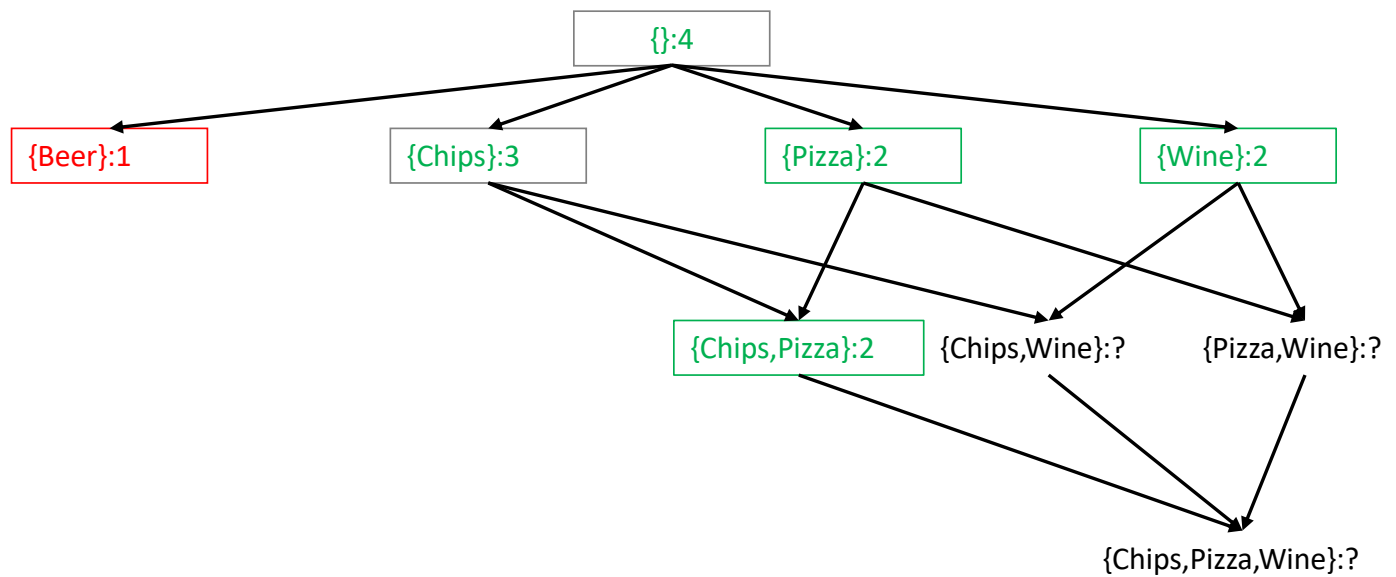 {}:4
{Beer}:1
{Chips}:3
{Pizza}:2
{Wine}:2
{Chips,Pizza}:2
{Chips,Wine}:?
{Pizza,Wine}:?
{Chips,Pizza,Wine}:?